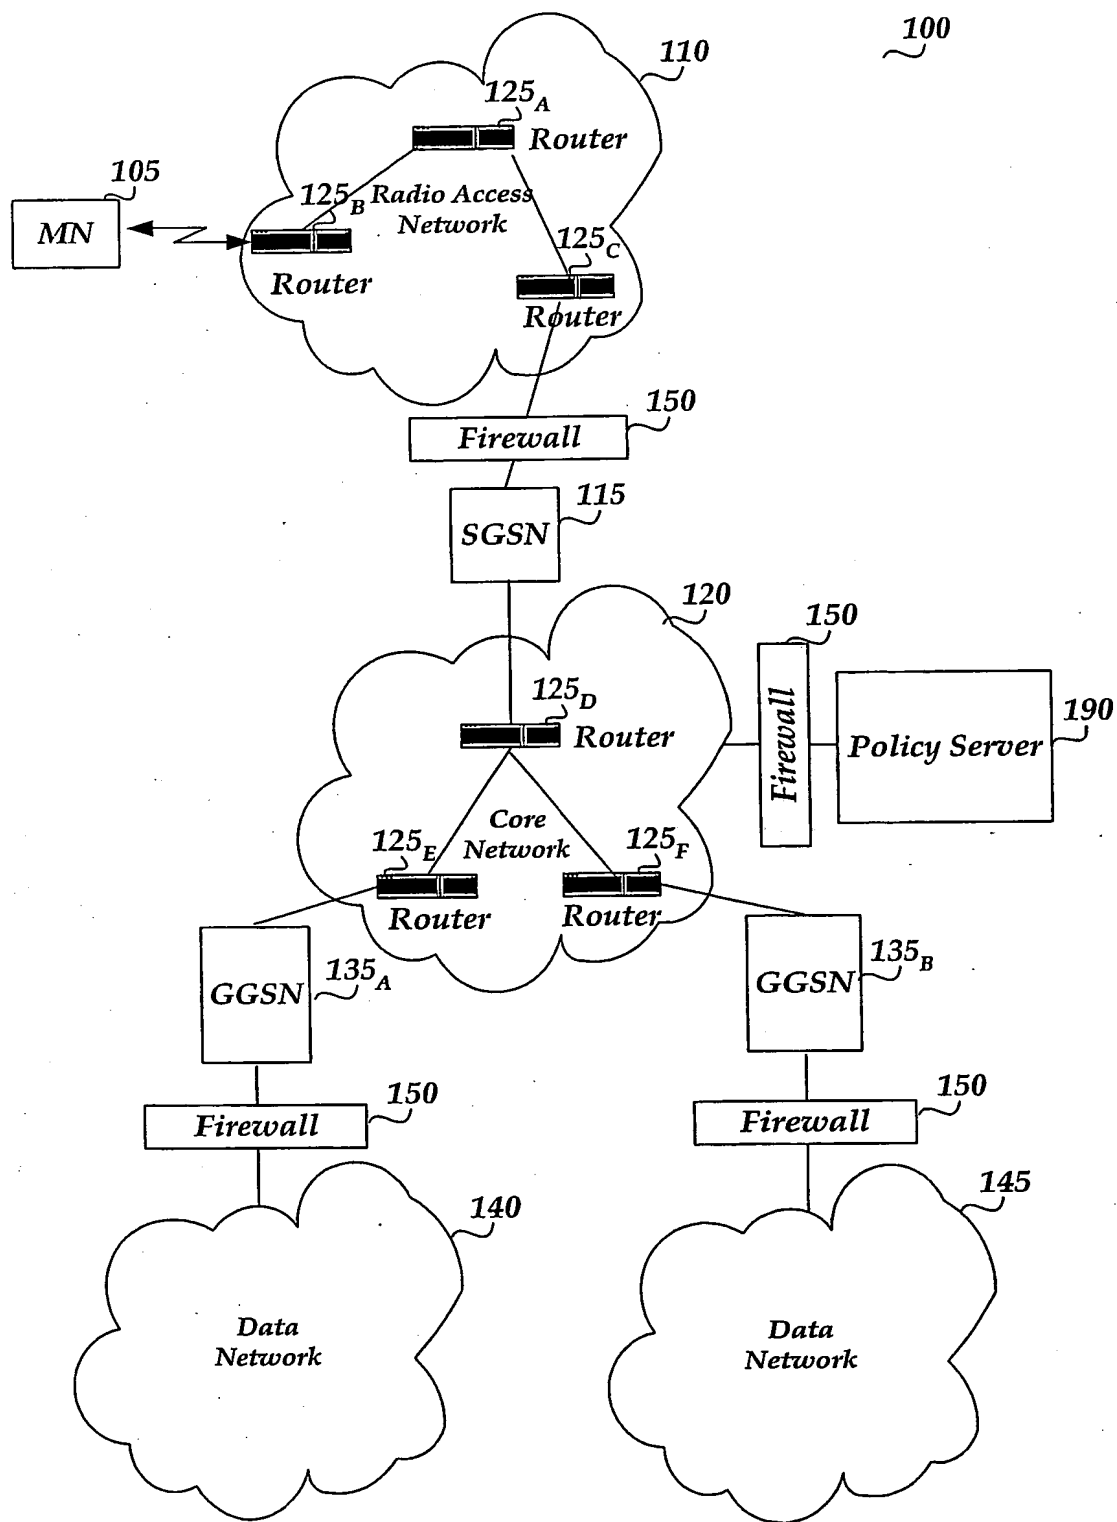 100
110
125A
Router
105
MN
125B
Radio Access
Network
Router
125C
Router
150
Firewall
115
SGSN
120
150
Firewall
190
Policy Server
125D
Router
Core
Network
125E
Router
125F
Router
135A
GGSN
135B
GGSN
150
Firewall
150
Firewall
140
Data
Network
145
Data
Network